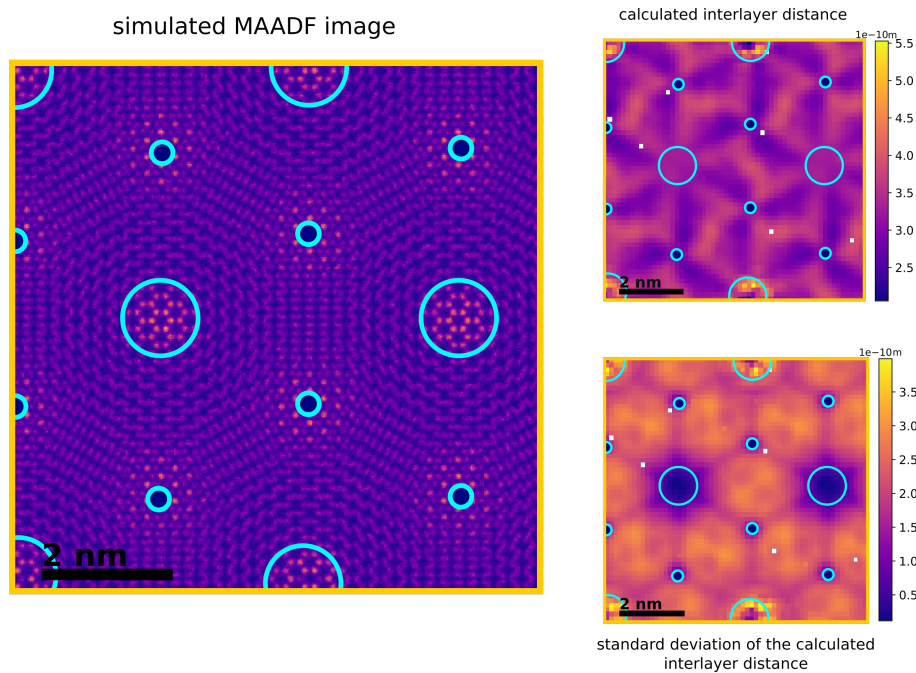 simulated MAADF image
2 nm
calculated interlayer distance
1e−10m
5.5
5.0
4.5
4.0
3.5
3.0
2.5
2 nm
1e−10m
3.5
3.0
2.5
2.0
1.5
1.0
0.5
2 nm
standard deviation of the calculated
interlayer distance